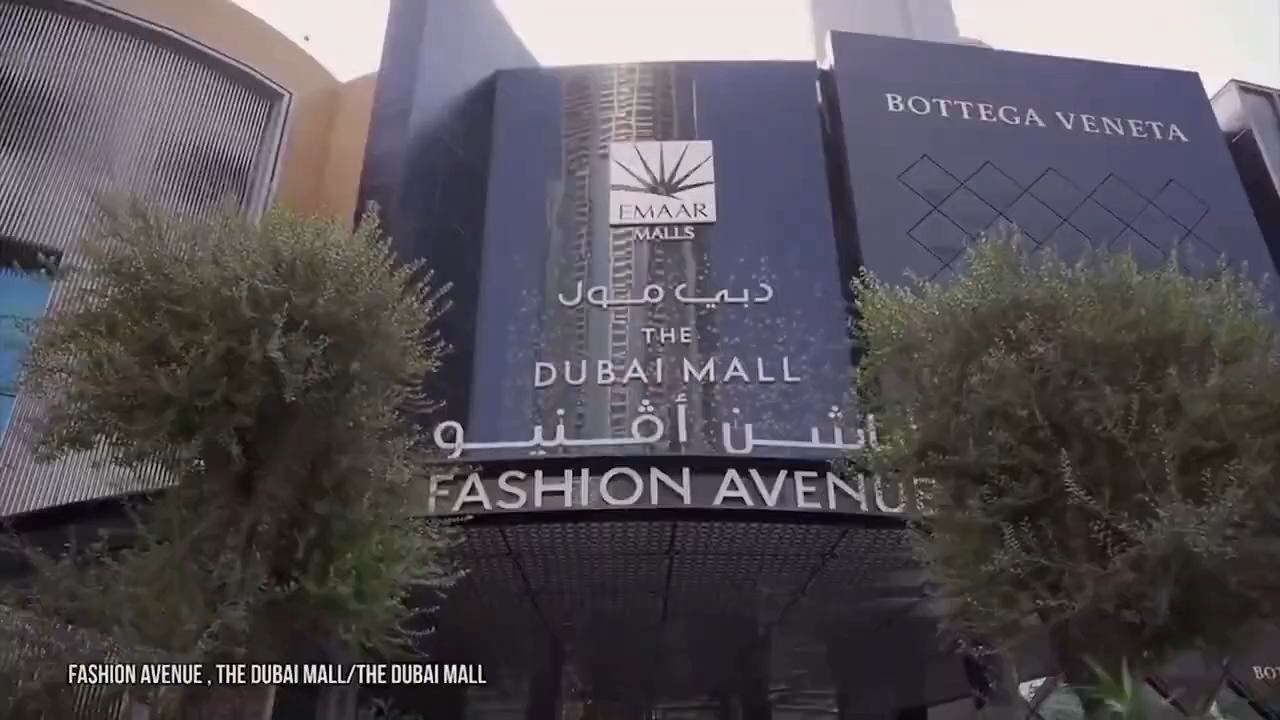 BOTTEGA VENETA
EMAAR
MALLS
دبي مول
THE
DUBAI MALL
أڤنيو
FASHION AVENUE
FASHION AVENUE , THE DUBAI MALL/THE DUBAI MALL